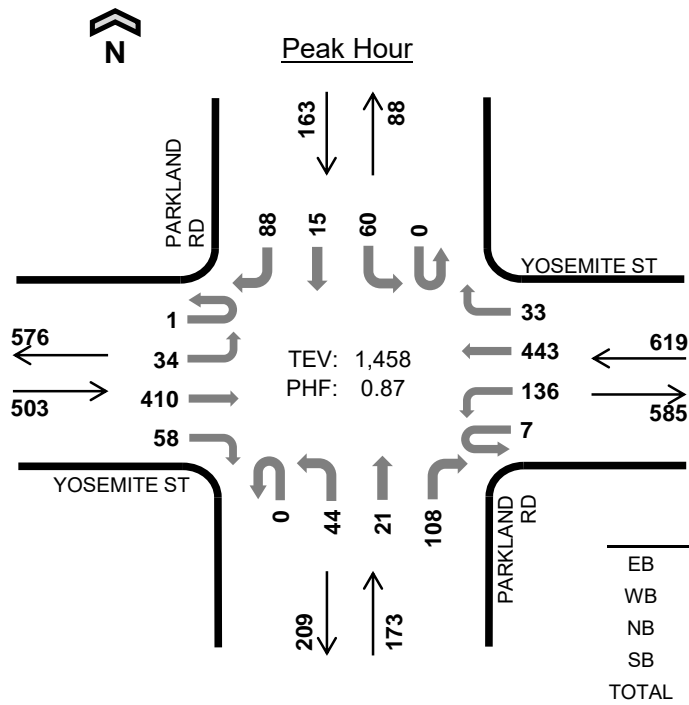 N
Peak Hour
163
88
PARKLAND
RD
88
15
60
0
YOSEMITE ST
1
33
576
34
443
619
TEV: 1,458
PHF: 0.87
503
410
136
585
58
7
YOSEMITE ST
0
44
21
108
PARKLAND
RD
209
173
EB
WB
NB
SB
TOTAL